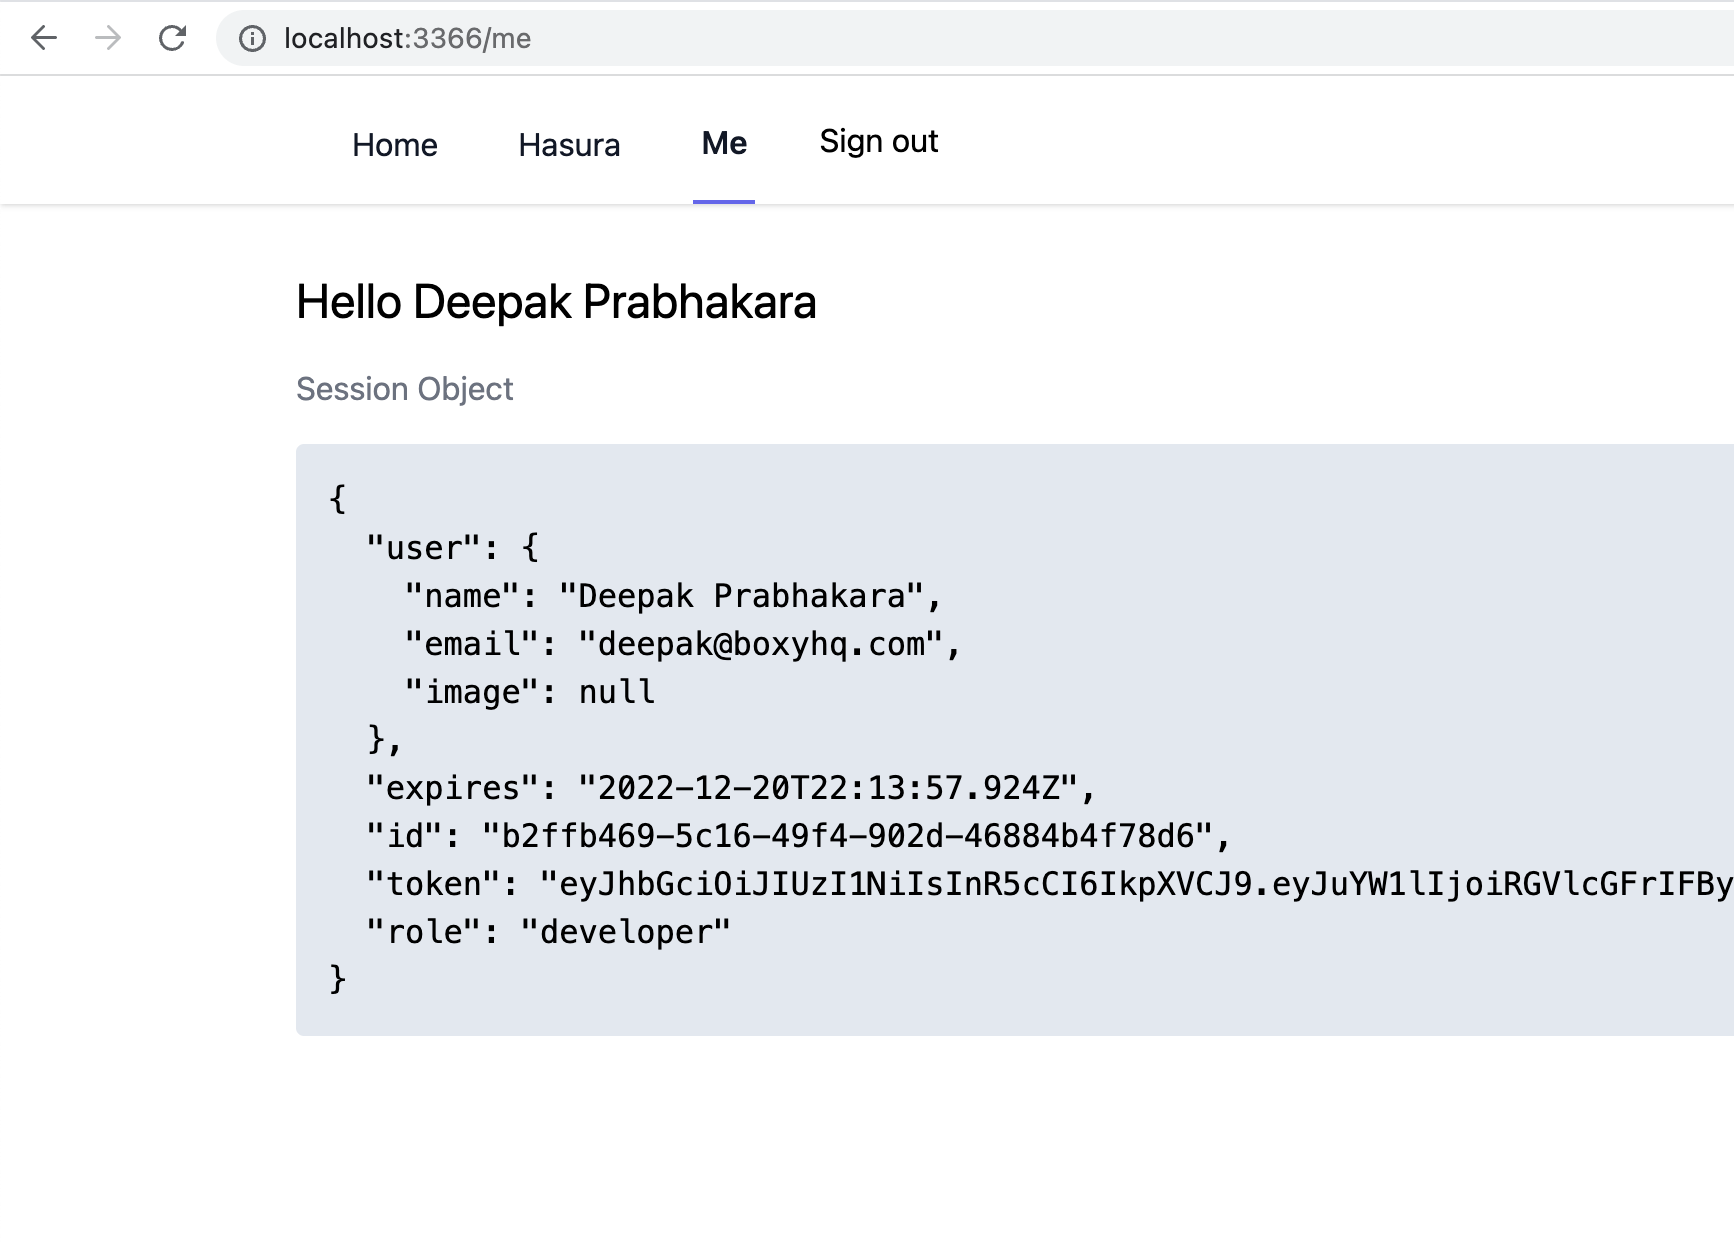 localhost:3366/me
Home Hasura Me Sign out
Hello Deepak Prabhakara
Session Object
{
  "user": {
    "name": "Deepak Prabhakara",
    "email": "deepak@boxyhq.com",
    "image": null
  },
  "expires": "2022-12-20T22:13:57.924Z",
  "id": "b2ffb469-5c16-49f4-902d-46884b4f78d6",
  "token": "eyJhbGciOiJIUzI1NiIsInR5cCI6IkpXVCJ9.eyJuYW1lIjoiRGVlcGFrIFBy
  "role": "developer"
}